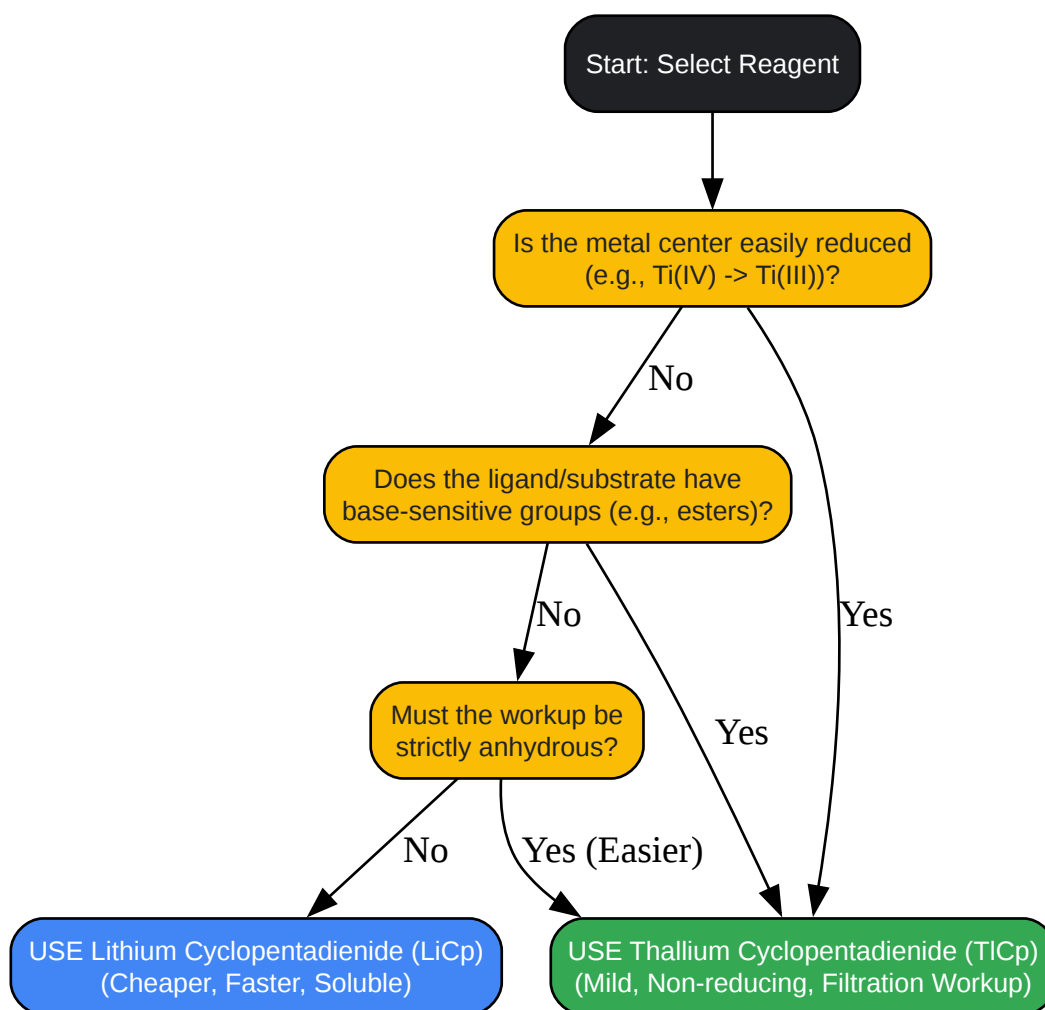 Start: Select Reagent
Is the metal center easily reduced
(e.g., Ti(IV) -> Ti(III))?
No
Does the ligand/substrate have
base-sensitive groups (e.g., esters)?
No
Yes
Must the workup be
strictly anhydrous?
Yes
No
Yes (Easier)
USE Lithium Cyclopentadienide (LiCp)
(Cheaper, Faster, Soluble)
USE Thallium Cyclopentadienide (TlCp)
(Mild, Non-reducing, Filtration Workup)